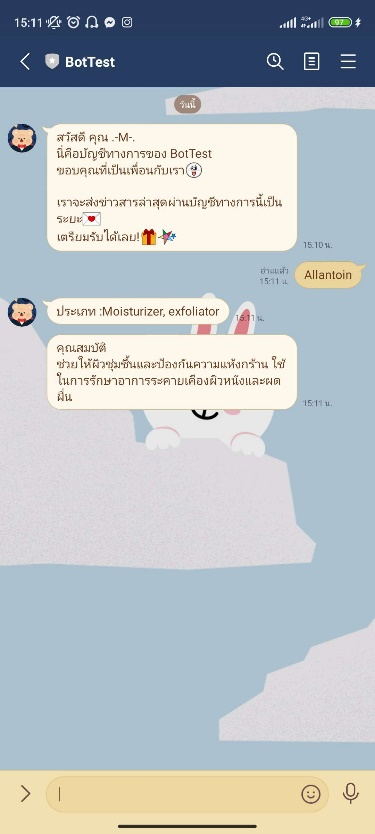 15:11
4G+
97
BotTest
วันนี้
สวัสดี คุณ .-M-.
นี่คือบัญชีทางการของ BotTest
ขอบคุณที่เป็นเพื่อนกับเรา
เราจะส่งข่าวสารล่าสุดผ่านบัญชีทางการนี้เป็น
ระยะ
เตรียมรับได้เลย!
15:10 น.
อ่านแล้ว
15:11 น.
Allantoin
ประเภท :Moisturizer, exfoliator
15:11 น.
คุณสมบัติ
ช่วยให้ผิวชุ่มชื้นและป้องกันความแห้งกร้าน ใช้
ในการรักษาอาการระคายเคืองผิวหนังและผด
ผื่น
15:11 น.